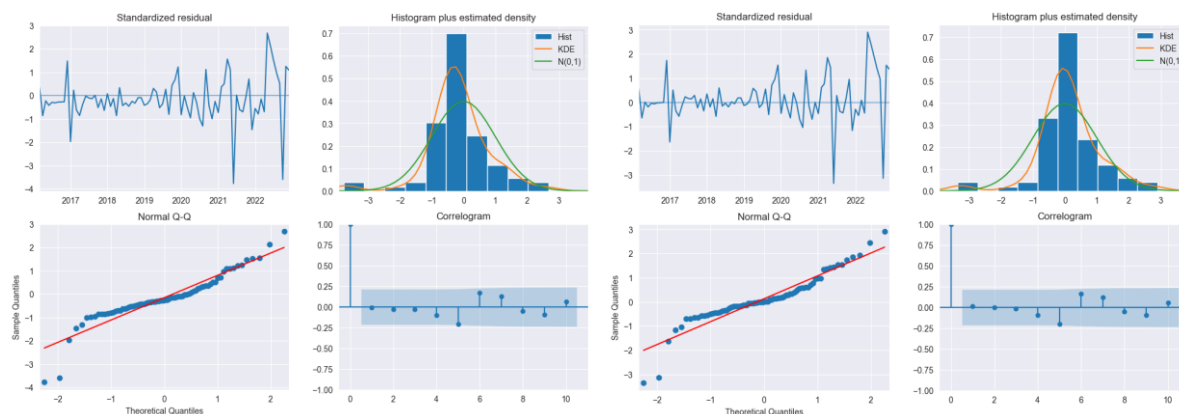 Standardized residual
3
2
1
0
−1
−2
−3
−4
2017 2018 2019 2020 2021 2022
Histogram plus estimated density
Hist
KDE
N(0,1)
0.7
0.6
0.5
0.4
0.3
0.2
0.1
0.0
−3 −2 −1 0 1 2 3
Normal Q-Q
Sample Quantiles
3
2
1
0
−1
−2
−3
−4
−2 −1 0 1 2
Theoretical Quantiles
Correlogram
1.00
0.75
0.50
0.25
0.00
−0.25
−0.50
−0.75
−1.00
0 2 4 6 8 10
Standardized residual
3
2
1
0
−1
−2
−3
2017 2018 2019 2020 2021 2022
Histogram plus estimated density
Hist
KDE
N(0,1)
0.7
0.6
0.5
0.4
0.3
0.2
0.1
0.0
−3 −2 −1 0 1 2 3
Normal Q-Q
Sample Quantiles
3
2
1
0
−1
−2
−3
−2 −1 0 1 2
Theoretical Quantiles
Correlogram
1.00
0.75
0.50
0.25
0.00
−0.25
−0.50
−0.75
−1.00
0 2 4 6 8 10